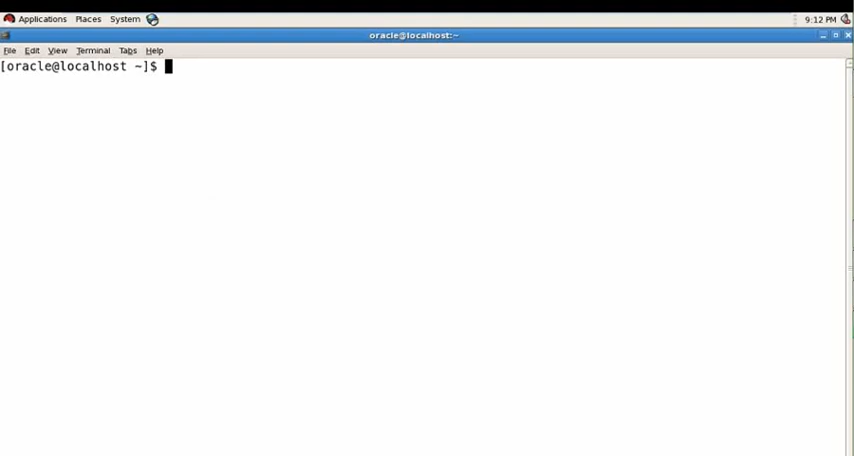 Applications Places System 9:12 PM
oracle@localhost:~
File Edit View Terminal Tabs Help
[oracle@localhost ~]$